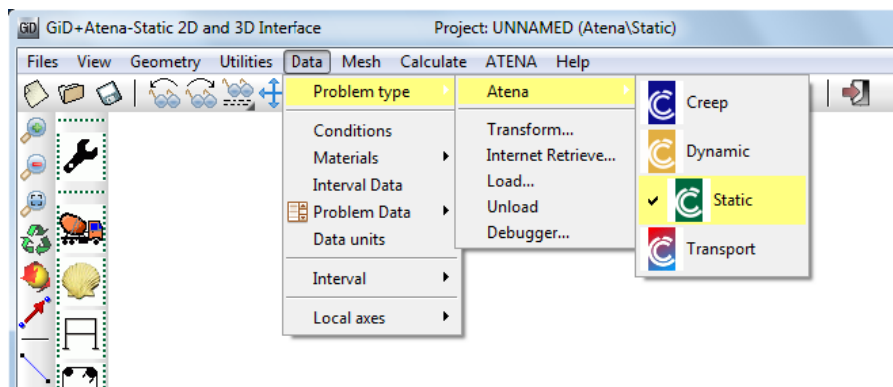 GiD GiD+Atena-Static 2D and 3D Interface Project: UNNAMED (Atena\Static)
Files View Geometry Utilities Data Mesh Calculate ATENA Help
Problem type
Conditions
Materials
Interval Data
Problem Data
Data units
Interval
Local axes
Atena
Transform...
Internet Retrieve...
Load...
Unload
Debugger...
Creep
Dynamic
Static
Transport